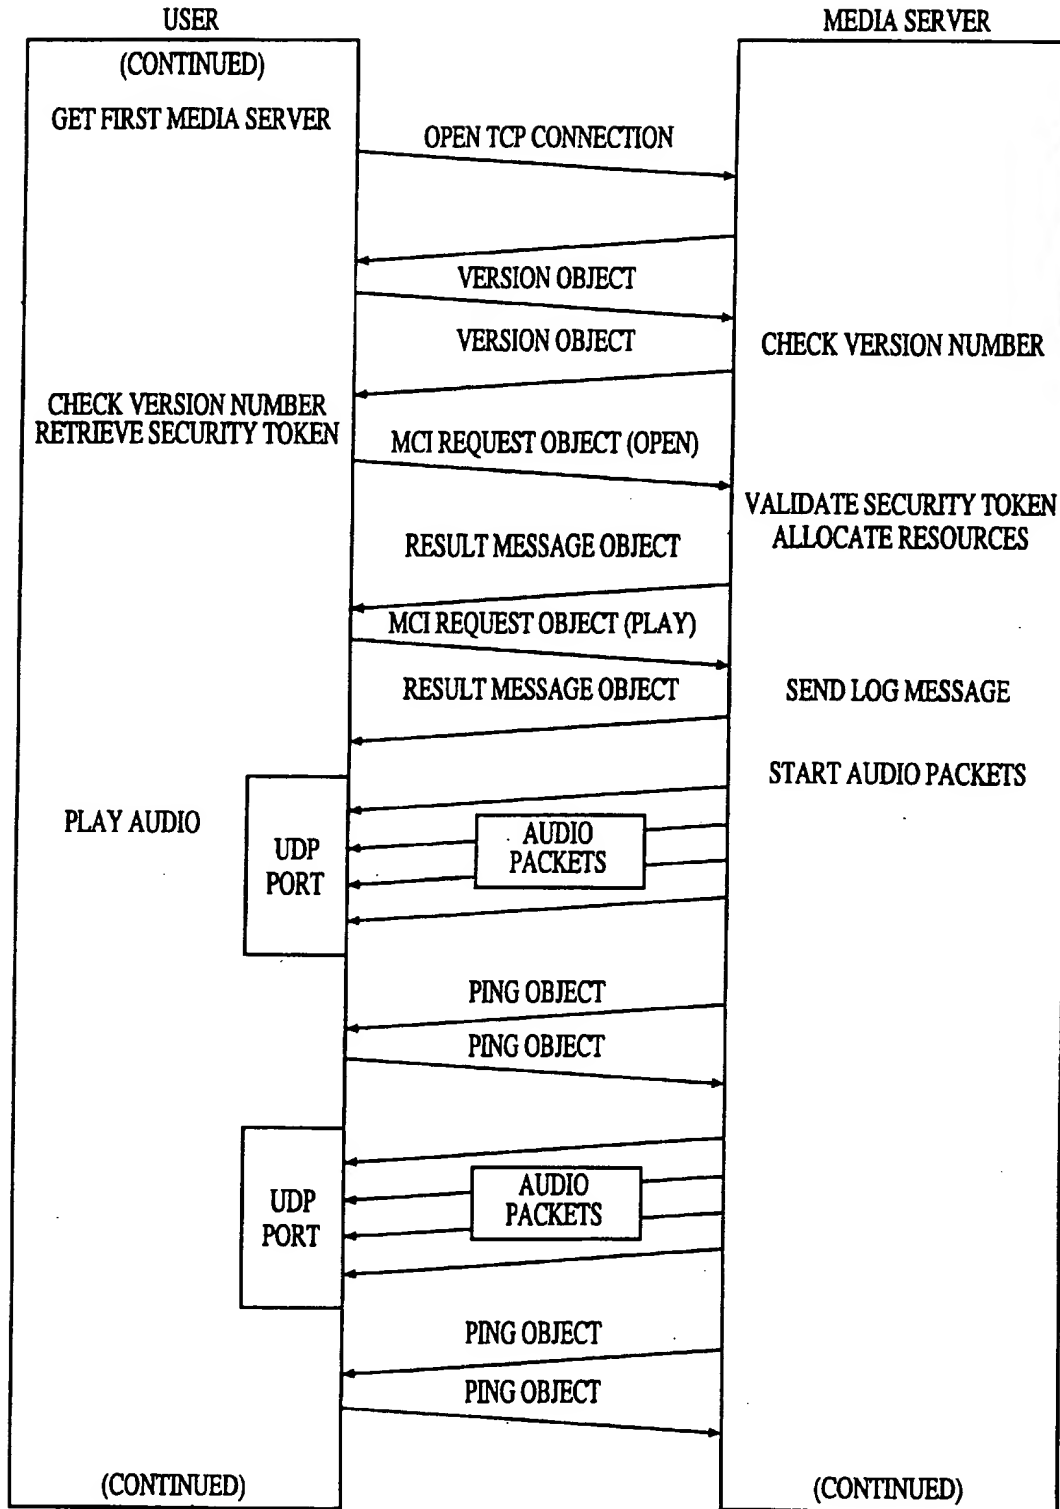 USER
MEDIA SERVER
(CONTINUED)
GET FIRST MEDIA SERVER
OPEN TCP CONNECTION
VERSION OBJECT
VERSION OBJECT
CHECK VERSION NUMBER
CHECK VERSION NUMBER
RETRIEVE SECURITY TOKEN
MCI REQUEST OBJECT (OPEN)
VALIDATE SECURITY TOKEN
ALLOCATE RESOURCES
RESULT MESSAGE OBJECT
MCI REQUEST OBJECT (PLAY)
RESULT MESSAGE OBJECT
SEND LOG MESSAGE
START AUDIO PACKETS
PLAY AUDIO
UDP
PORT
AUDIO
PACKETS
PING OBJECT
PING OBJECT
UDP
PORT
AUDIO
PACKETS
PING OBJECT
PING OBJECT
(CONTINUED)
(CONTINUED)